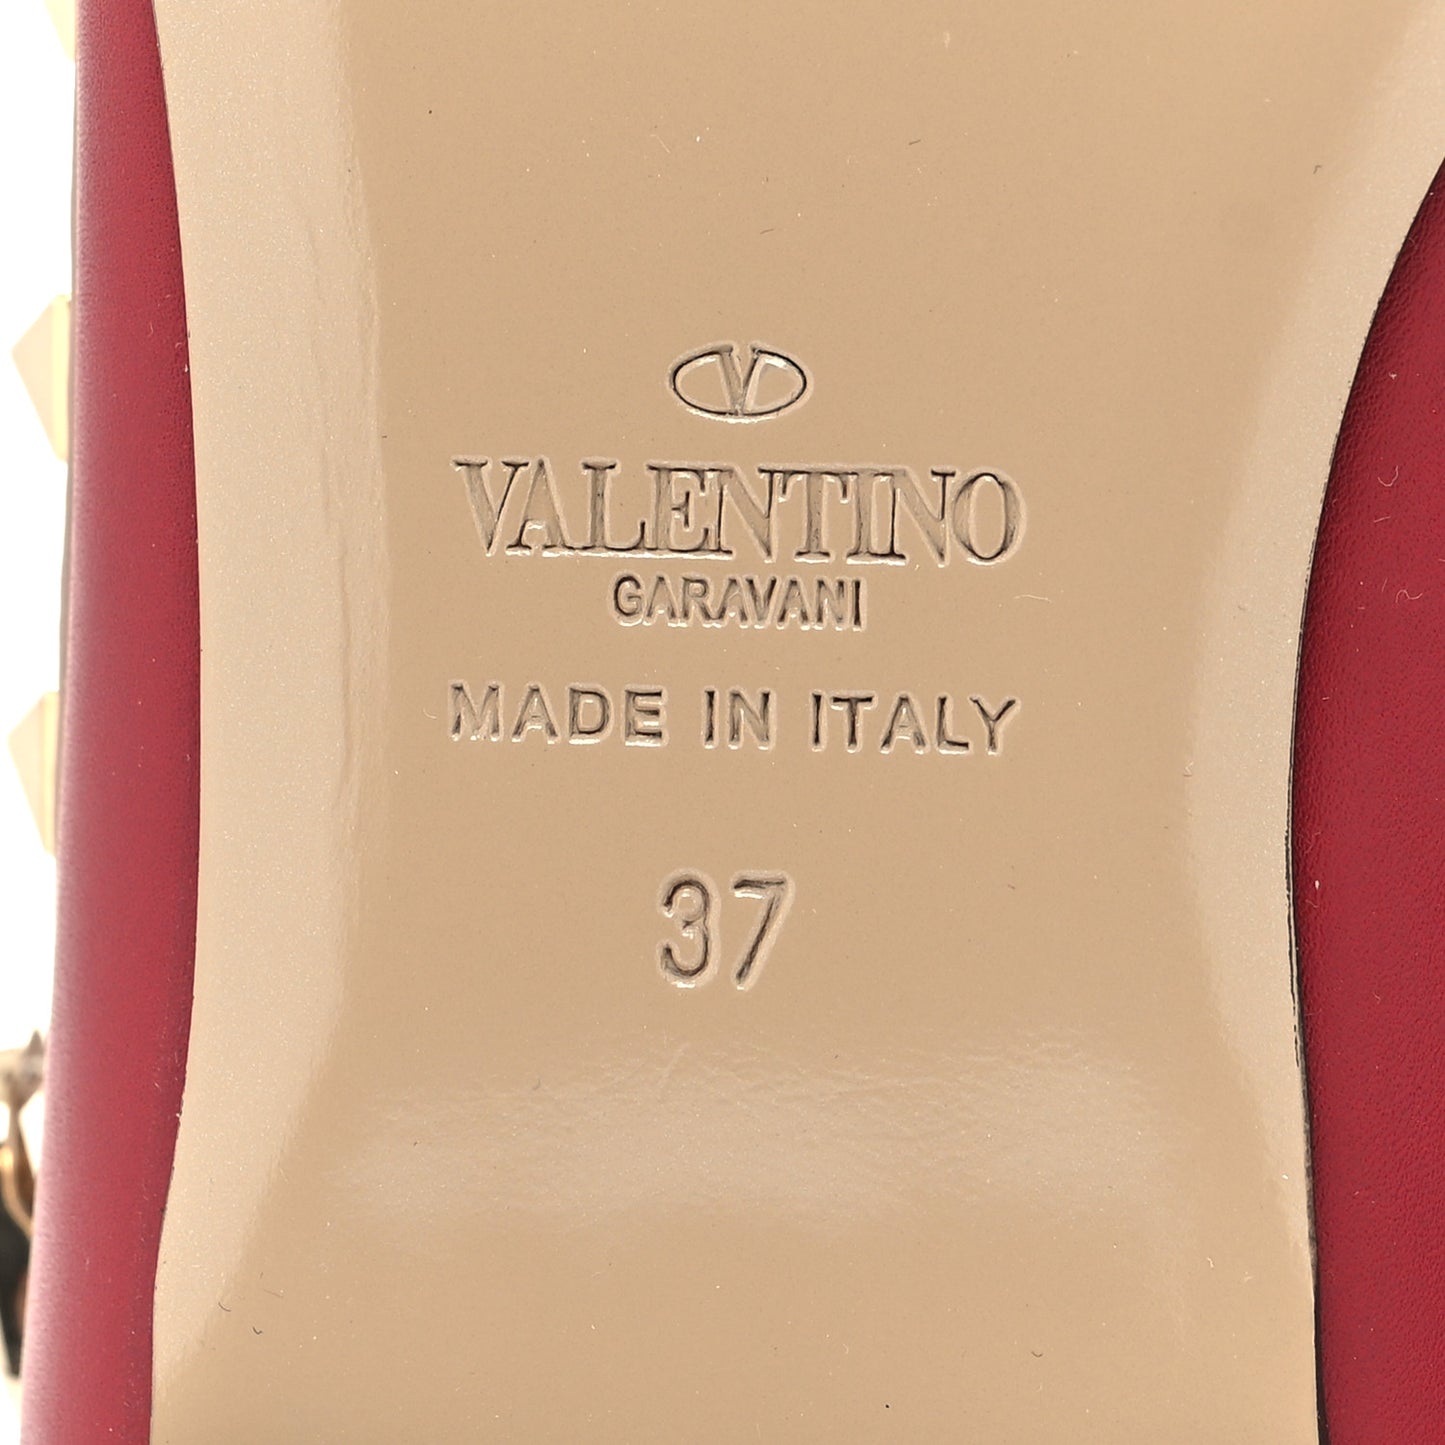 V
VALENTINO
GARAVANI
MADE IN ITALY
37